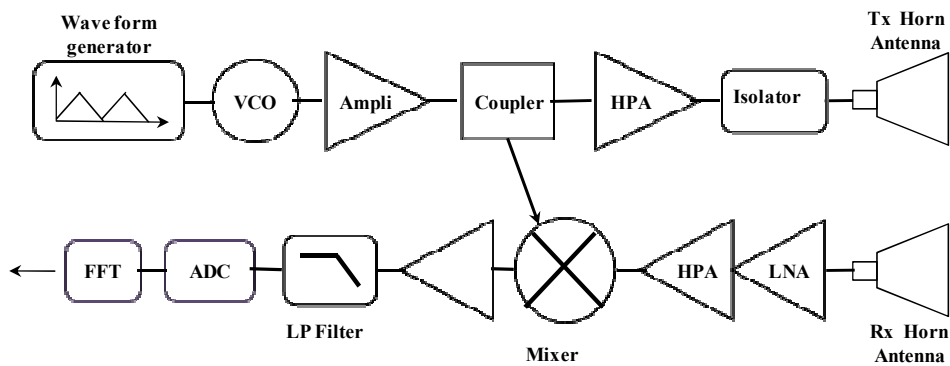 Wave form
generator
Tx Horn
Antenna
VCO
Ampli
Coupler
HPA
Isolator
FFT
ADC
HPA
LNA
LP Filter
Mixer
Rx Horn
Antenna